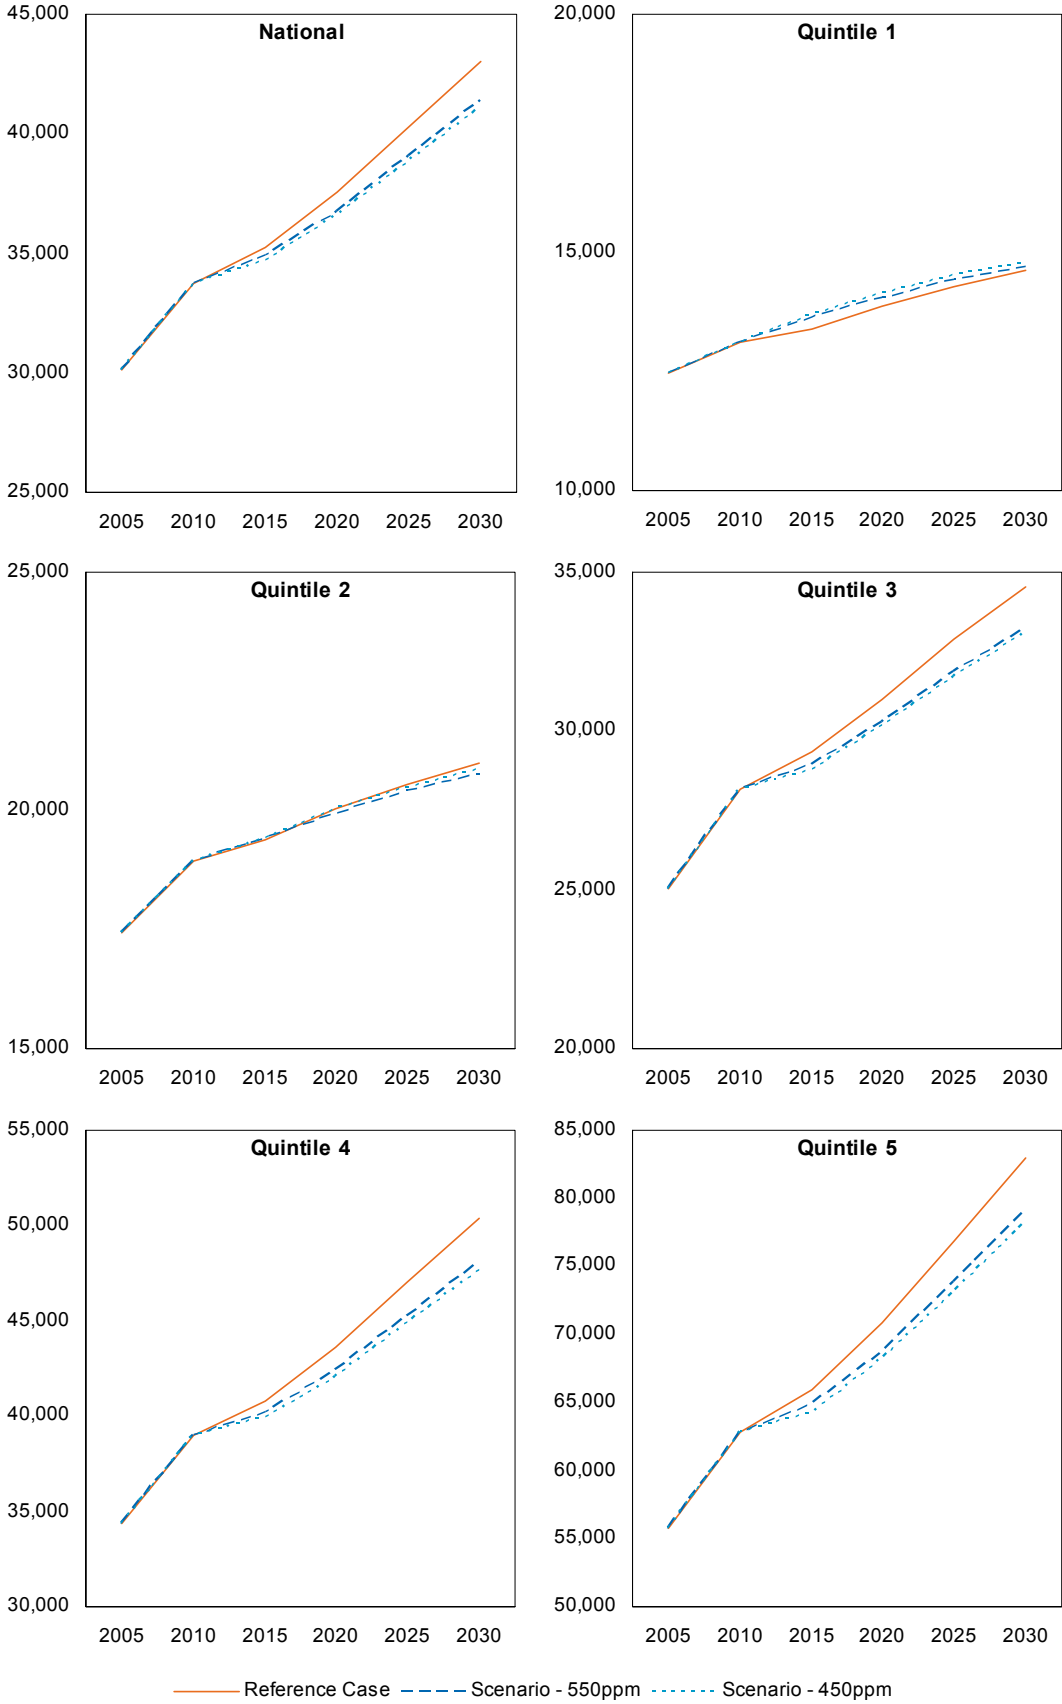 National
45,000
40,000
35,000
30,000
25,000
2005 2010 2015 2020 2025 2030
Quintile 1
20,000
15,000
10,000
2005 2010 2015 2020 2025 2030
Quintile 2
25,000
20,000
15,000
2005 2010 2015 2020 2025 2030
Quintile 3
35,000
30,000
25,000
20,000
2005 2010 2015 2020 2025 2030
Quintile 4
55,000
50,000
45,000
40,000
35,000
30,000
2005 2010 2015 2020 2025 2030
Quintile 5
85,000
80,000
75,000
70,000
65,000
60,000
55,000
50,000
2005 2010 2015 2020 2025 2030
Reference Case Scenario - 550ppm Scenario - 450ppm